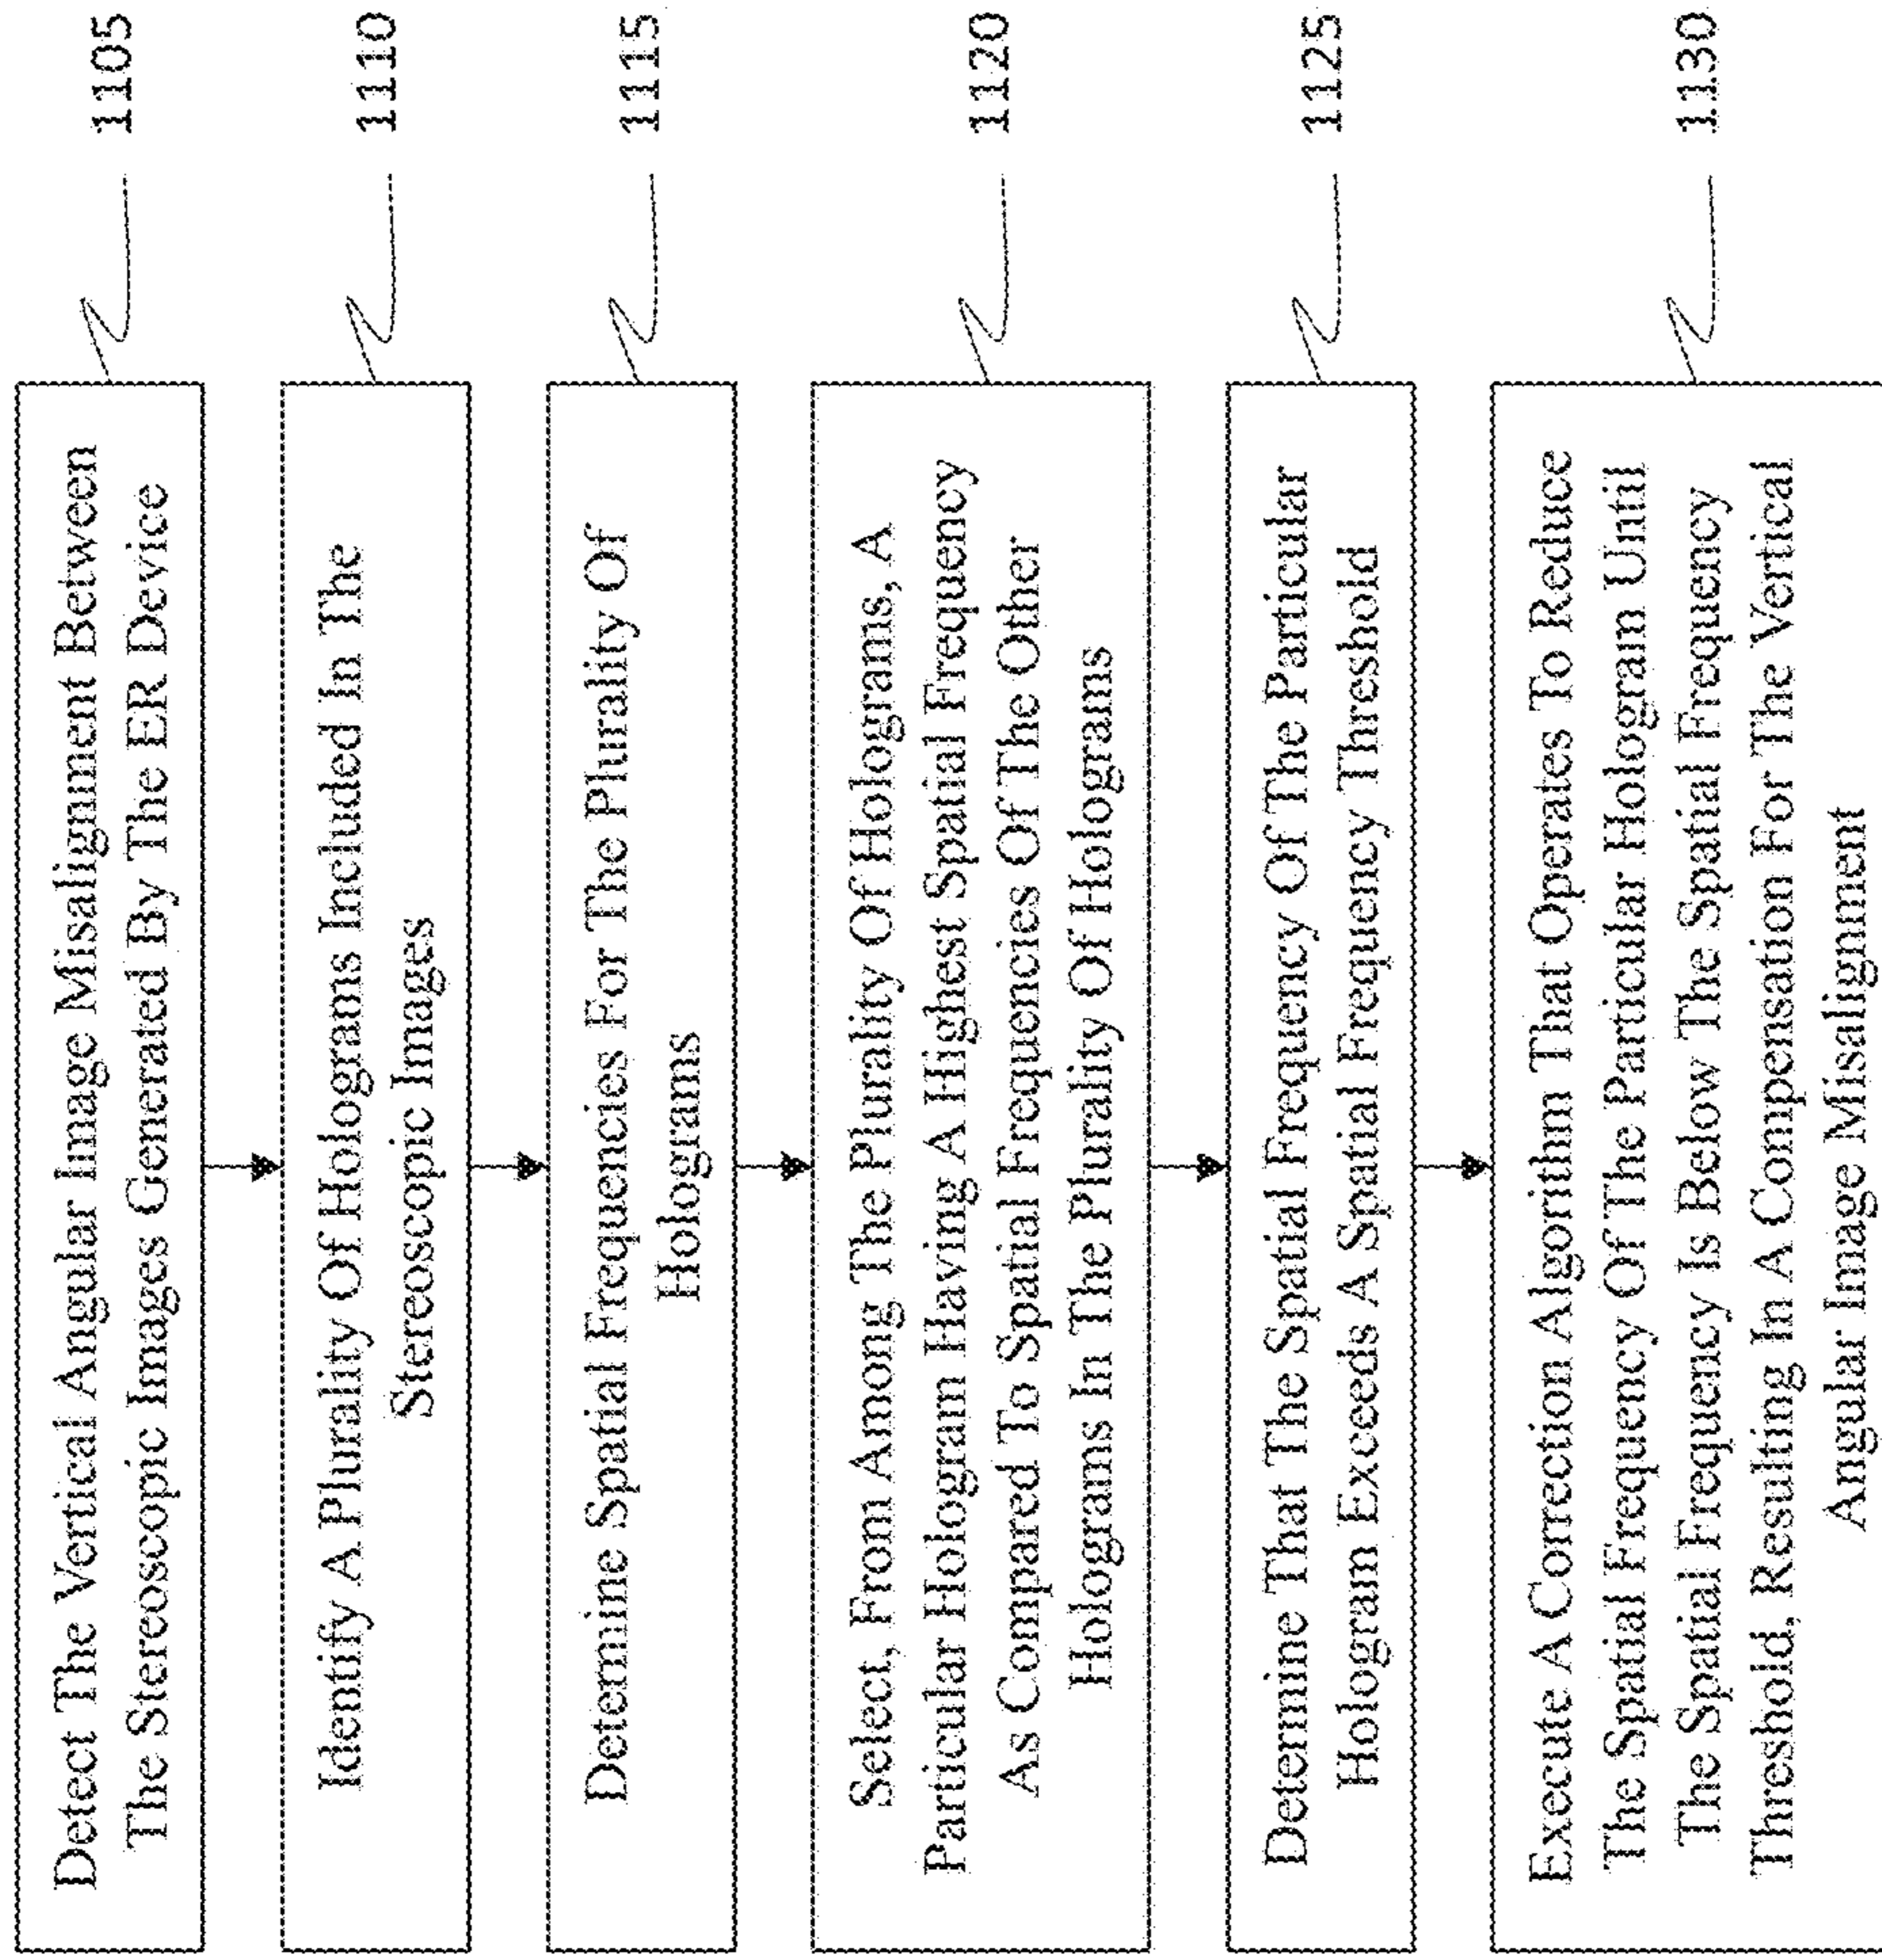 Detect The Vertical Angular Image Misalignment Between
The Stereoscopic Images Generated By The ER Device
1105
Identify A Plurality Of Holograms Included In The
Stereoscopic Images
1110
Determine Spatial Frequencies For The Plurality Of
Holograms
1115
Select, From Among The Plurality Of Holograms, A
Particular Hologram Having A Highest Spatial Frequency
As Compared To Spatial Frequencies Of The Other
Holograms In The Plurality Of Holograms
1120
Determine That The Spatial Frequency Of The Particular
Hologram Exceeds A Spatial Frequency Threshold
1125
Execute A Correction Algorithm That Operates To Reduce
The Spatial Frequency Of The Particular Hologram Until
The Spatial Frequency Is Below The Spatial Frequency
Threshold, Resulting In A Compensation For The Vertical
Angular Image Misalignment
1130